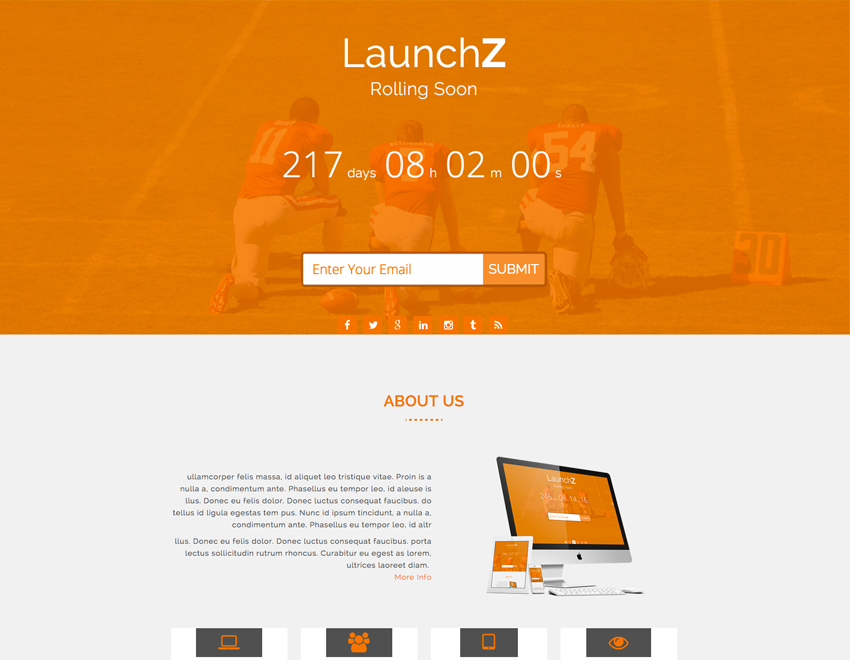 LaunchZ
Rolling Soon
11
54
217 days 08 h 02 m 00 s
Enter Your Email
SUBMIT
ABOUT US
ullamcorper felis massa, id aliquet leo tristique vitae. Proin is a
nulla a, condimentum ante. Phasellus eu tempor leo, id aleuse is
llus. Donec eu felis dolor. Donec luctus consequat faucibus, do
tellus id ligula egestas tem pus. Nunc id ipsum tincidunt, a nulla a,
condimentum ante. Phasellus eu tempor leo, id altr
llus. Donec eu felis dolor. Donec luctus consequat faucibus, porta
lectus sollicitudin rutrum rhoncus. Curabitur eu egest as lorem,
ultrices laoreet diam.
More Info
LaunchZ